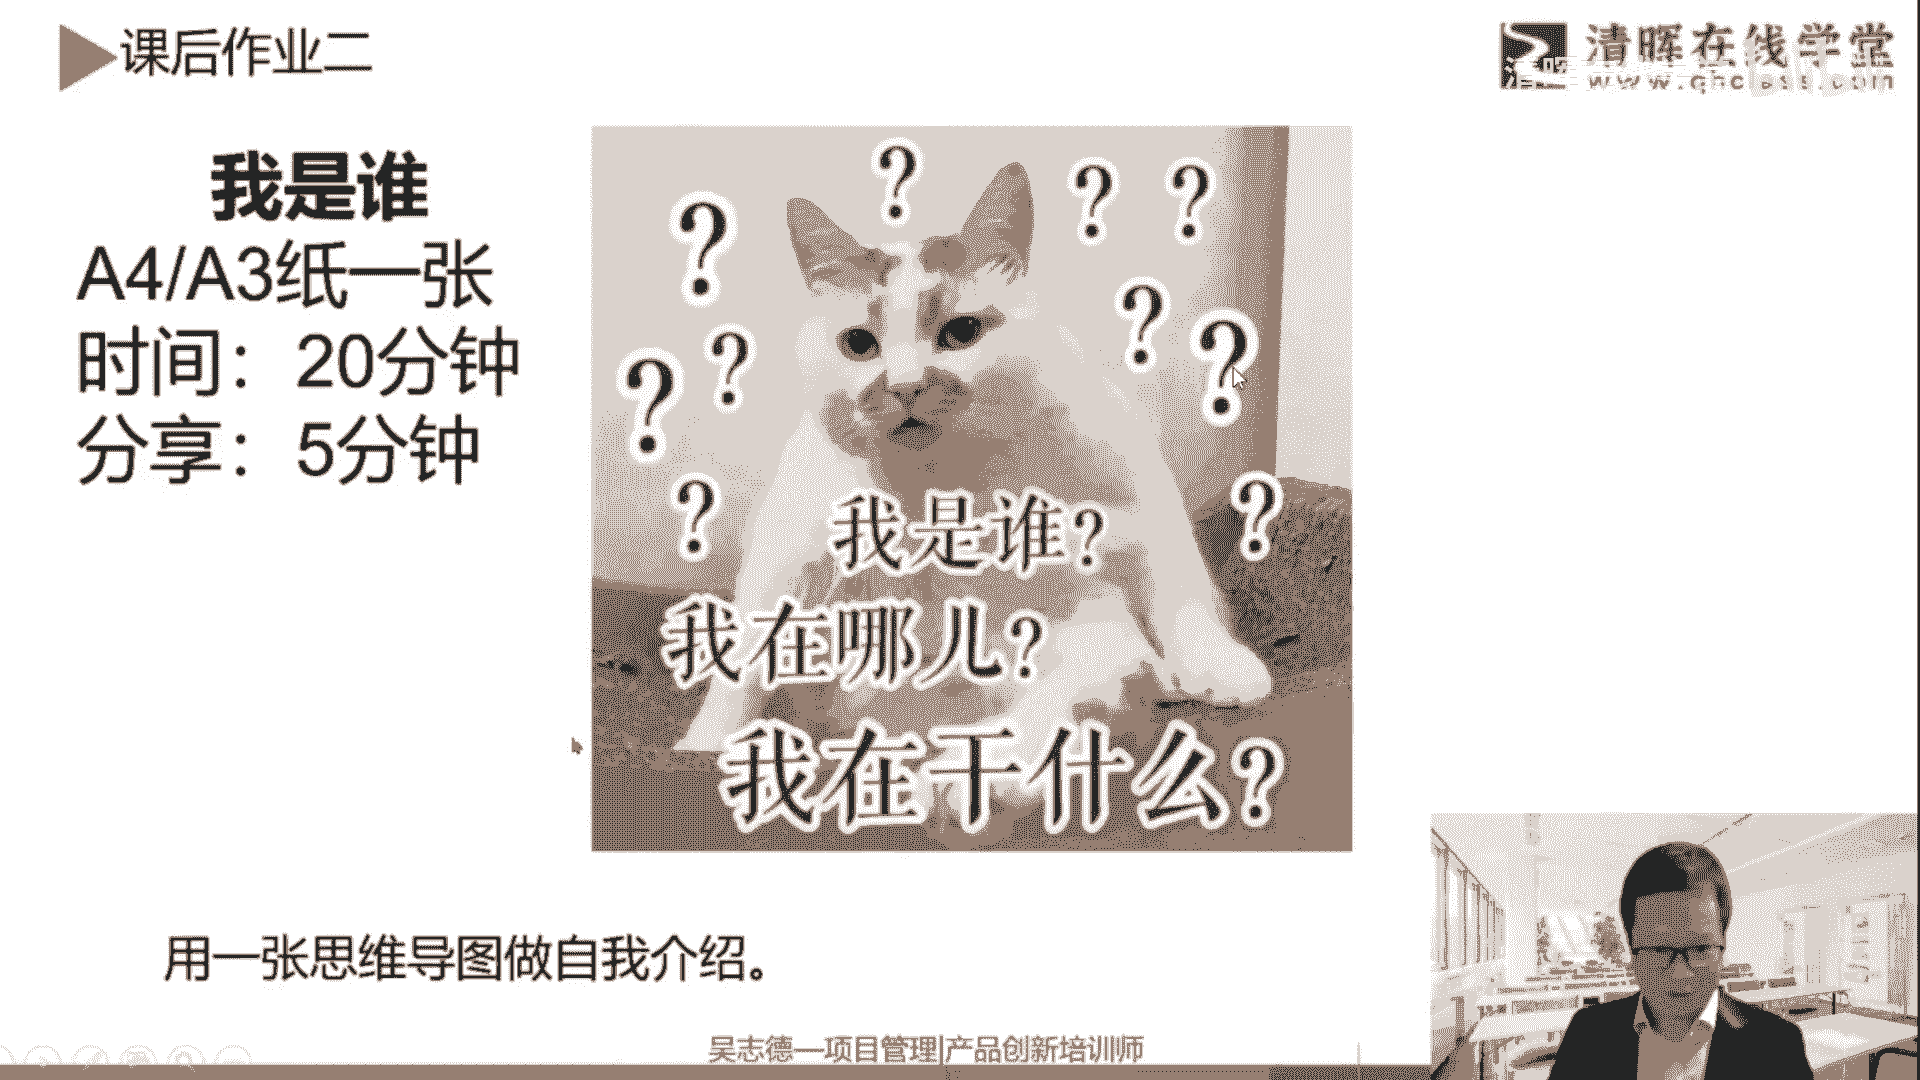 课后作业二
清晖在线学堂
www.qhclass.com
我是谁
A4/A3纸一张
时间：20分钟
分享：5分钟
? ? ? ? ? ? ? ? ? ? ?
我是谁?
我在哪儿?
我在干什么?
用一张思维导图做自我介绍。
吴志德—项目管理|产品创新培训师